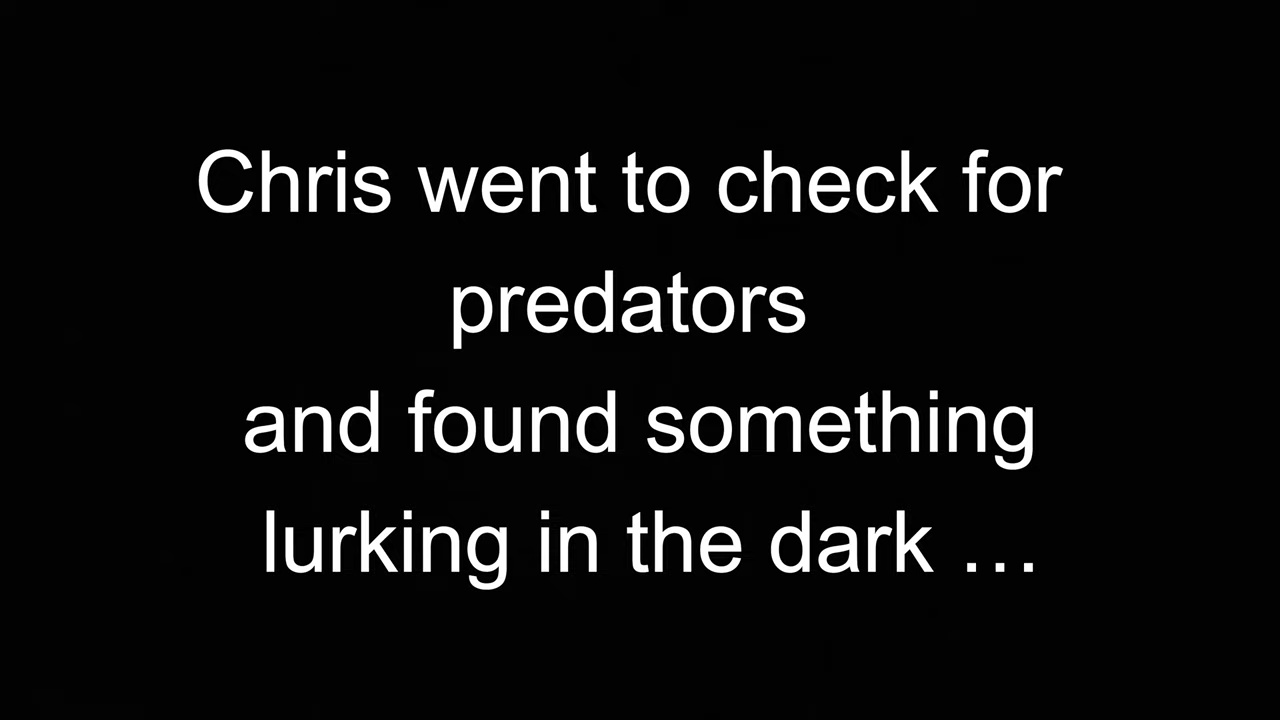 Chris went to check for
predators
and found something
lurking in the dark …